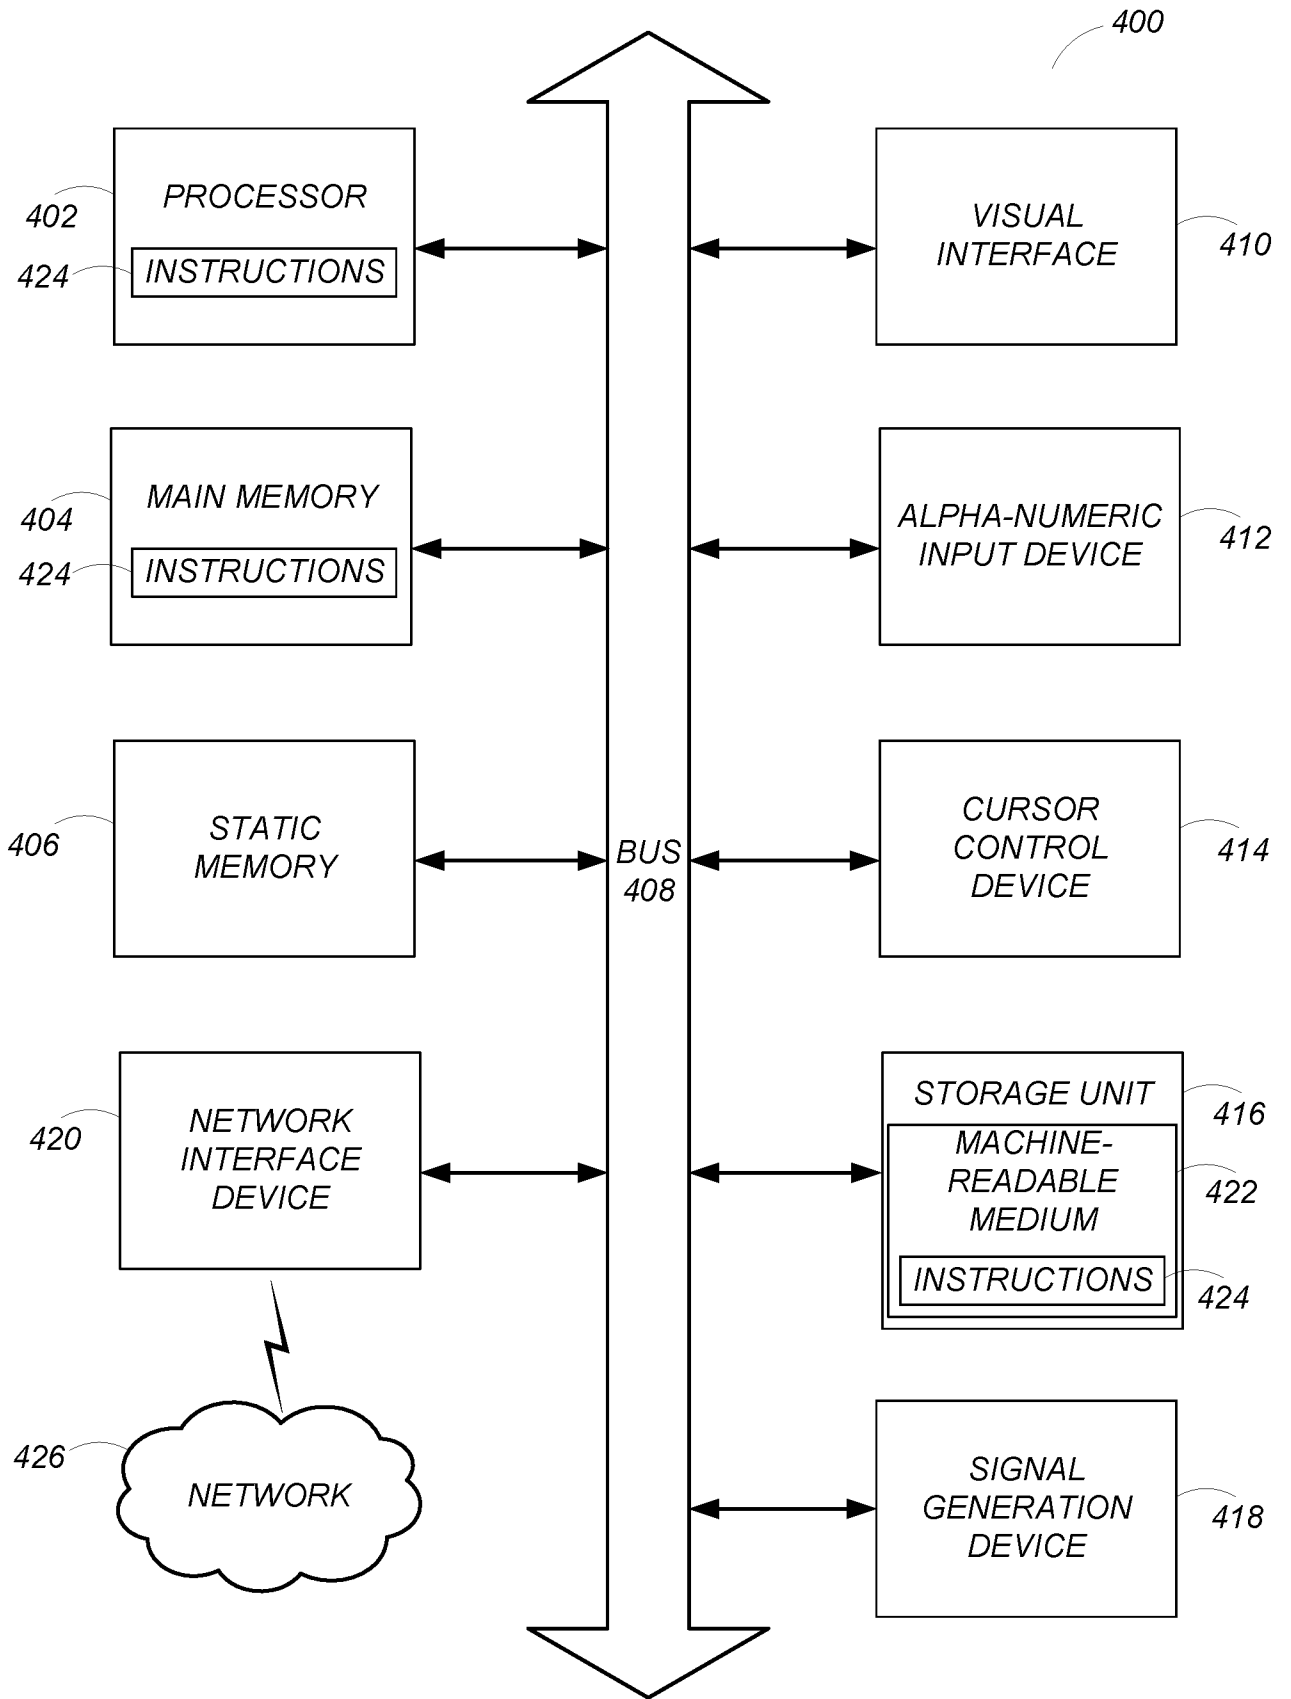 400
PROCESSOR
402
INSTRUCTIONS
424
VISUAL
INTERFACE
410
MAIN MEMORY
404
INSTRUCTIONS
424
ALPHA-NUMERIC
INPUT DEVICE
412
STATIC
MEMORY
406
BUS
408
CURSOR
CONTROL
DEVICE
414
NETWORK
INTERFACE
DEVICE
420
STORAGE UNIT
416
MACHINE-
READABLE
MEDIUM
422
INSTRUCTIONS
424
426
NETWORK
SIGNAL
GENERATION
DEVICE
418